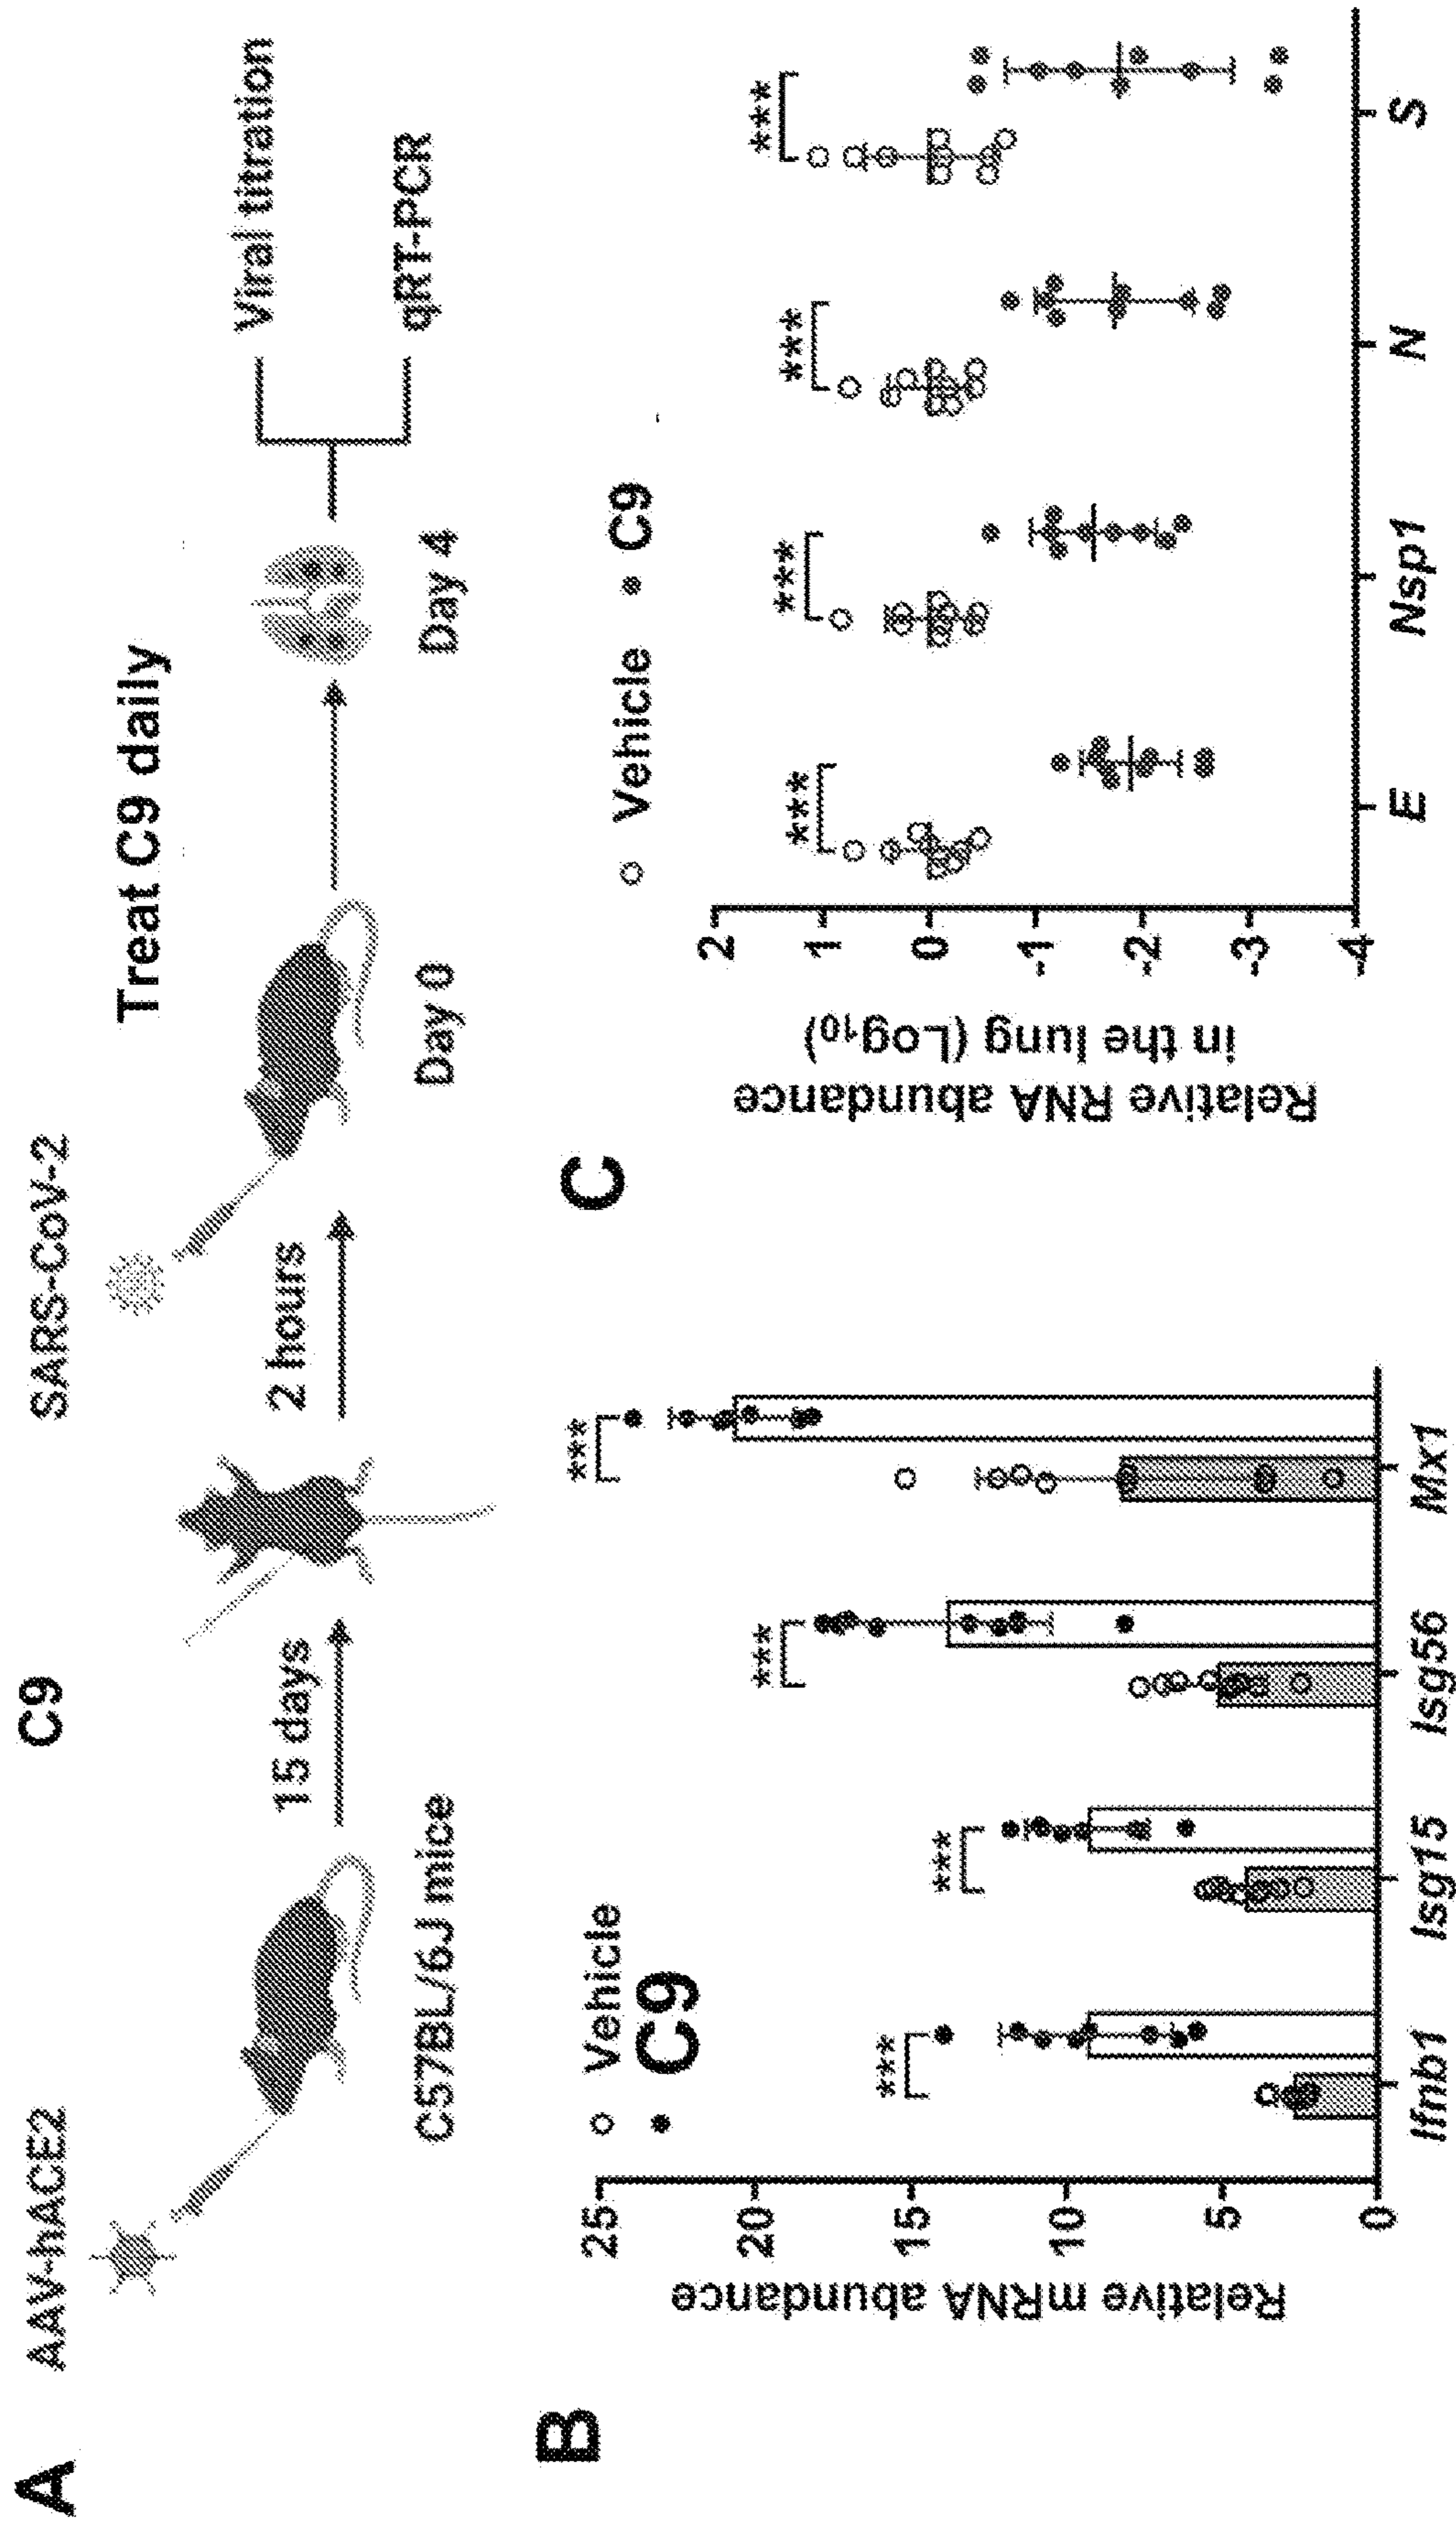 A
AAV-hACE2
C9
SARS-CoV-2
Treat C9 daily
15 days
2 hours
Viral titration
qRT-PCR
C57BL/6J mice
Day 0
Day 4
B
Vehicle
C9
Relative mRNA abundance
25
20
15
10
5
0
***
***
***
***
Ifnb1
Isg15
Isg56
Mx1
C
Vehicle
C9
Relative RNA abundance
in the lung (Log10)
2
1
0
-1
-2
-3
-4
***
***
***
***
E
Nsp1
N
S